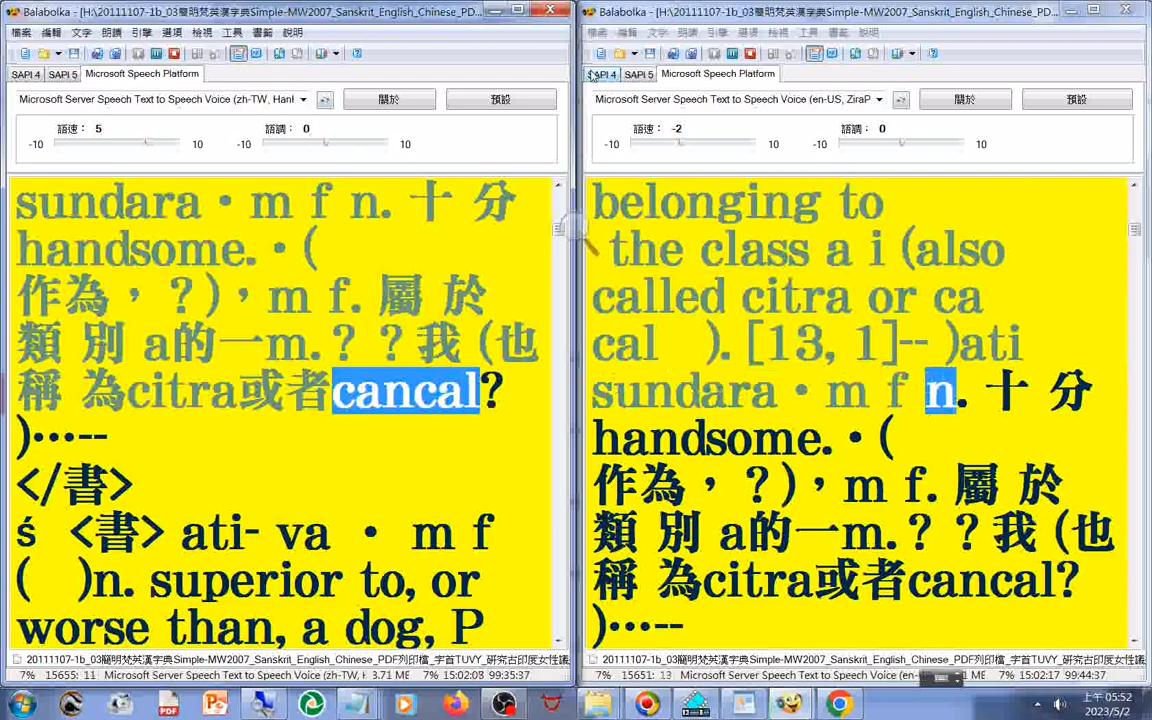 Balabolka - [H:\20111107-1b_03簡明梵英漢字典Simple-MW2007_Sanskrit_English_Chinese_PD...
檔案 編輯 文字 朗讀 引擎 選項 檢視 工具 書籤 說明
SAPI 4 SAPI 5 Microsoft Speech Platform
Microsoft Server Speech Text to Speech Voice (zh-TW, Hanl
關於
預設
語速： 5
語調： 0
-10 10 -10 10
sundara • m f n. 十 分
handsome. • (
作為，？)，m f. 屬 於
類 別 a的一m.？？我 (也
稱 為citra或者cancal?
)…--
</書>
ś <書> ati- va • m f
( )n. superior to, or
worse than, a dog, P
20111107-1b_03簡明梵英漢字典Simple-MW2007_Sanskrit_English_Chinese_PDF列印檔_字首TUVY_研究古印度女性議
7% 15655: 11 Microsoft Server Speech Text to Speech Voice (zh-TW, H 3.71 ME 7% 15:02:03 99:35:37
Balabolka - [H:\20111107-1b_03簡明梵英漢字典Simple-MW2007_Sanskrit_English_Chinese_PD...
檔案 編輯 文字 朗讀 引擎 選項 檢視 工具 書籤 說明
SAPI 4 SAPI 5 Microsoft Speech Platform
Microsoft Server Speech Text to Speech Voice (en-US, ZiraP
關於
預設
語速： -2
語調： 0
-10 10 -10 10
belonging to
the class a i (also
called citra or ca
cal ). [13, 1]-- )ati
sundara • m f n. 十 分
handsome. • (
作為，？)，m f. 屬 於
類 別 a的一m.？？我 (也
稱 為citra或者cancal?
)…--
20111107-1b_03簡明梵英漢字典Simple-MW2007_Sanskrit_English_Chinese_PDF列印檔_字首TUVY_研究古印度女性議
7% 15651: 13 Microsoft Server Speech Text to Speech Voice 7% 15:02:17 99:44:37
上午 05:52
2023/5/2